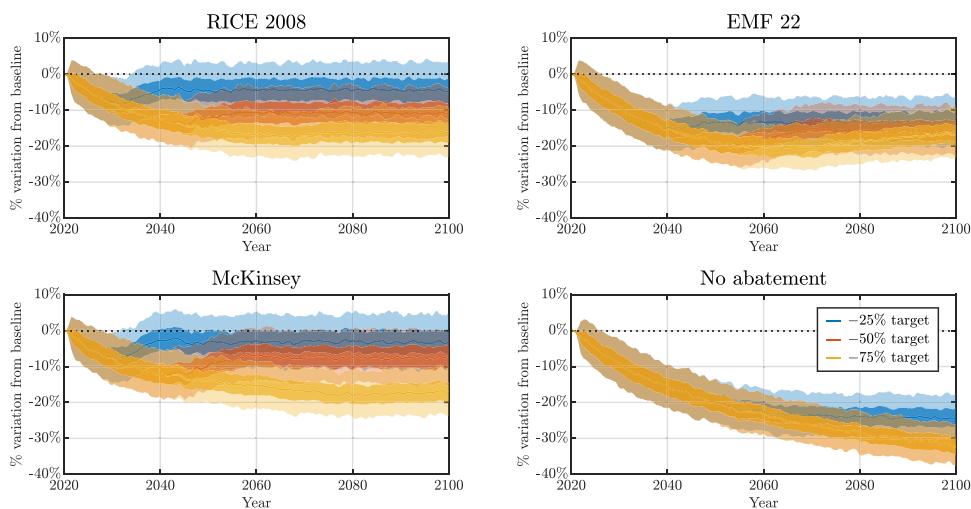 RICE 2008
10%
0%
-10%
-20%
-30%
-40%
% variation from baseline
2020 2040 2060 2080 2100
Year
EMF 22
10%
0%
-10%
-20%
-30%
-40%
% variation from baseline
2020 2040 2060 2080 2100
Year
McKinsey
10%
0%
-10%
-20%
-30%
-40%
% variation from baseline
2020 2040 2060 2080 2100
Year
No abatement
10%
0%
-10%
-20%
-30%
-40%
% variation from baseline
−25% target
−50% target
−75% target
2020 2040 2060 2080 2100
Year